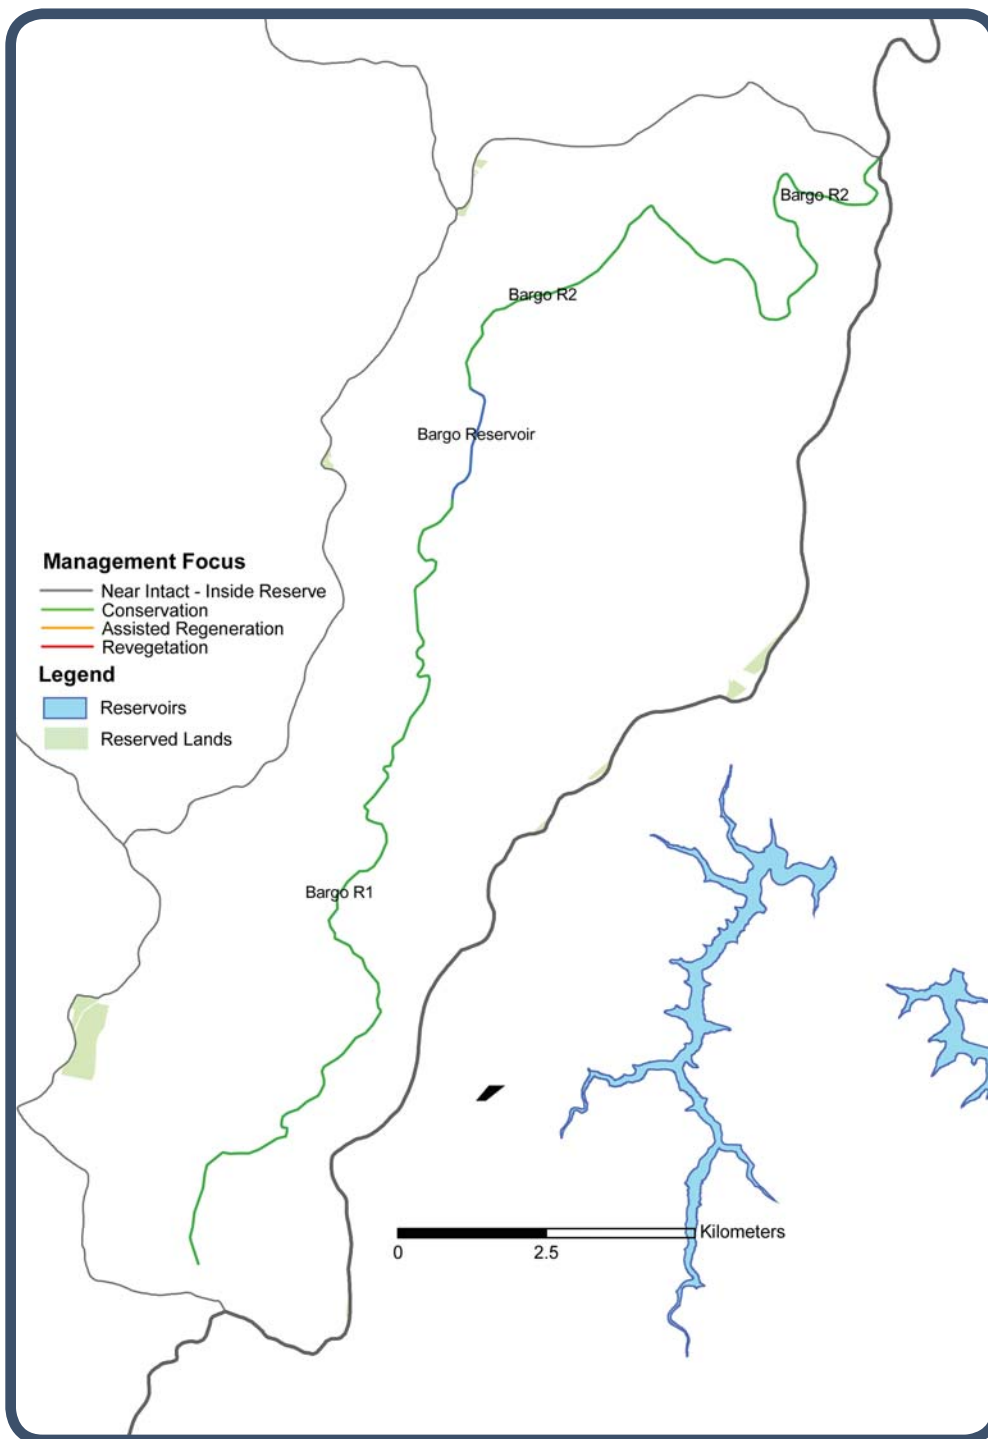 Bargo R2
Bargo R2
Bargo Reservoir
Management Focus
Near Intact - Inside Reserve
Conservation
Assisted Regeneration
Revegetation
Legend
Reservoirs
Reserved Lands
Bargo R1
Kilometers
0 2.5